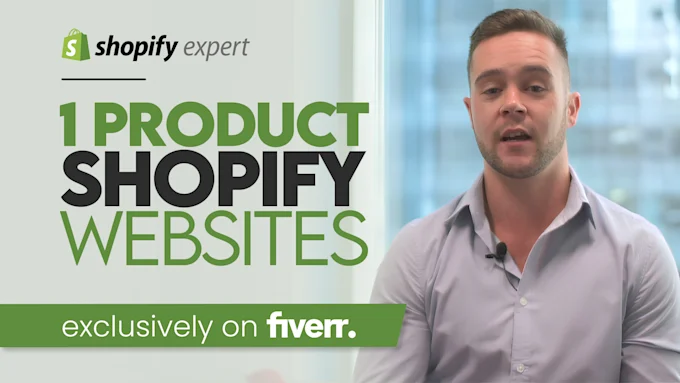 shopify expert
1 PRODUCT
SHOPIFY
WEBSITES
exclusively on fiverr.